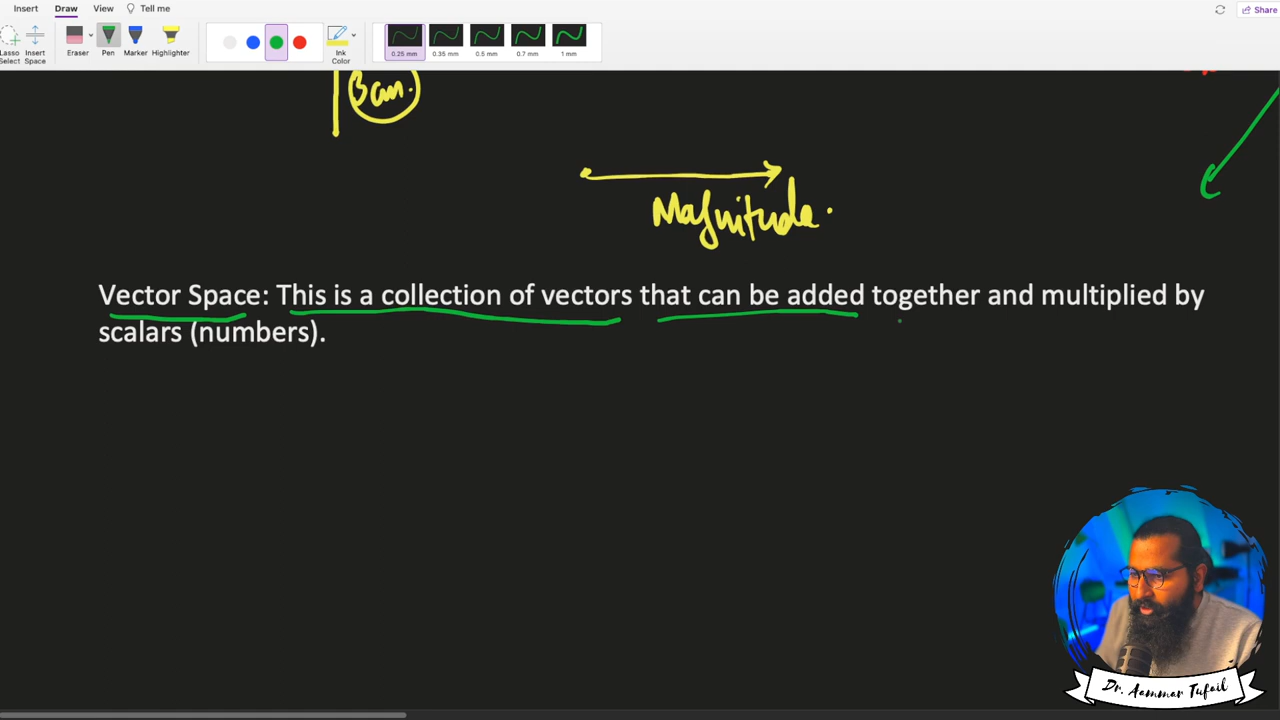 Insert Draw View Tell me
Share
Lasso Select
Insert Space
Eraser
Pen
Marker
Highlighter
Ink Color
0.25 mm
0.35 mm
0.5 mm
0.7 mm
1 mm
Magnitude.
Vector Space: This is a collection of vectors that can be added together and multiplied by
scalars (numbers).
Dr. Aammar Tufail